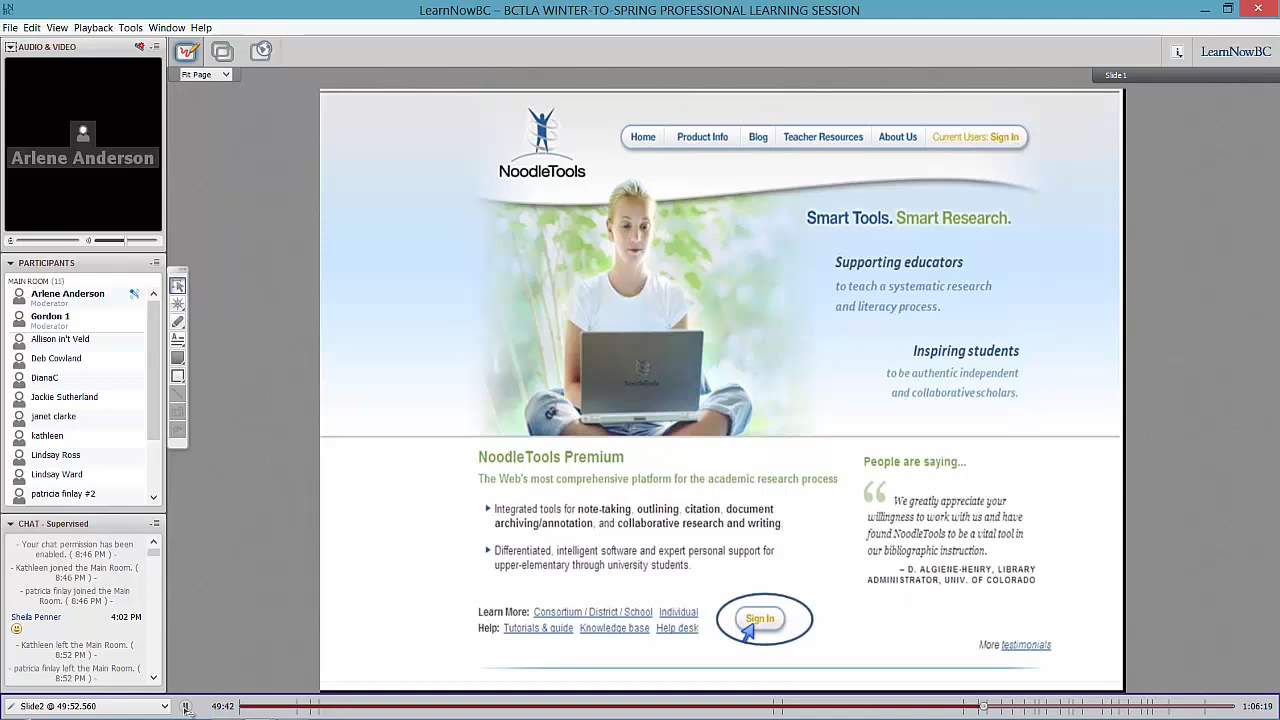 LearnNowBC – BCTLA WINTER-TO-SPRING PROFESSIONAL LEARNING SESSION
File Edit View Playback Tools Window Help
AUDIO & VIDEO
LearnNowBC
Fit Page
Slide1
Arlene Anderson
PARTICIPANTS
MAIN ROOM (15)
Arlene Anderson
Moderator
Gordon 1
Moderator
Allison in't Veld
Deb Cowland
DianaC
Jackie Sutherland
janet clarke
kathleen
Lindsay Ross
Lindsay Ward
patricia finlay #2
CHAT - Supervised
- Your chat permission has been
enabled. ( 8:46 PM ) -
- Kathleen joined the Main Room. (
8:46 PM ) -
- patricia finlay joined the Main
Room. ( 8:46 PM ) -
Sheila Penner 4:02 PM
- Kathleen left the Main Room. (
8:52 PM ) -
- patricia finlay left the Main Room. (
8:52 PM ) -
NoodleTools
Home Product Info Blog Teacher Resources About Us Current Users: Sign In
Smart Tools. Smart Research.
Supporting educators
to teach a systematic research
and literacy process.
Inspiring students
to be authentic independent
and collaborative scholars.
NoodleTools
NoodleTools Premium
The Web's most comprehensive platform for the academic research process
Integrated tools for note-taking, outlining, citation, document
archiving/annotation, and collaborative research and writing.
Differentiated, intelligent software and expert personal support for
upper-elementary through university students.
Learn More: Consortium / District / School Individual
Help: Tutorials & guide Knowledge base Help desk
Sign In
People are saying...
“ We greatly appreciate your
willingness to work with us and have
found NoodleTools to be a vital tool in
our bibliographic instruction.
– D. ALGIENE-HENRY, LIBRARY
ADMINISTRATOR, UNIV. OF COLORADO
More testimonials
Slide2 @ 49:52.560
49:42
1:06:19